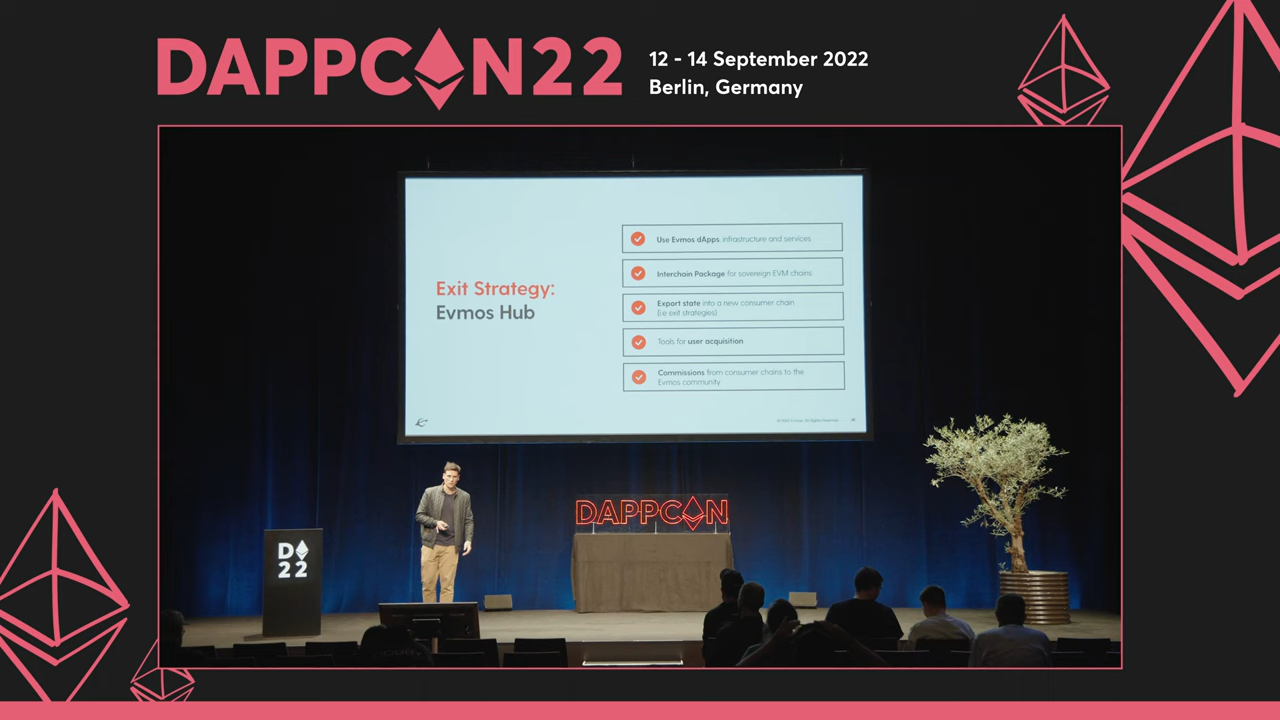 DAPPCON22
12 - 14 September 2022
Berlin, Germany
Exit Strategy:
Evmos Hub
Use Evmos dApps infrastructure and services
Interchain Package for sovereign EVM chains
Export state into a new consumer chain
(i.e exit strategies)
Tools for user acquisition
Commissions from consumer chains to the
Evmos community
DAPPCON
D
22